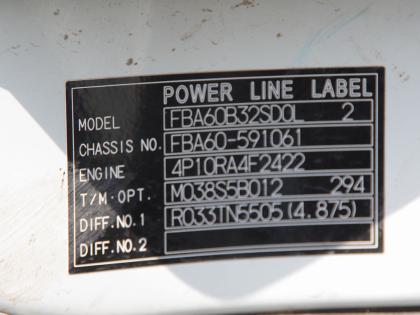 POWER LINE LABEL
MODEL FBA60B32SD0L 2
CHASSIS NO. FBA60-591061
ENGINE 4P10RA4F2422
T/M·OPT. M038S5B012 294
DIFF.NO.1 R033TN5505(4.875)
DIFF.NO.2